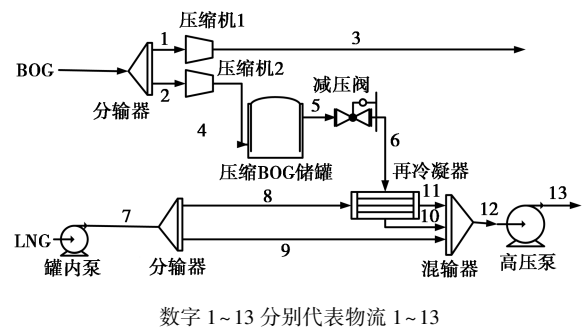 压缩机1
1
3
BOG
压缩机2
减压阀
分输器
2
5
4
6
压缩BOG储罐
再冷凝器
8
11
13
7
10
12
LNG
9
罐内泵
分输器
混输器
高压泵
数字 1~13 分别代表物流 1~13